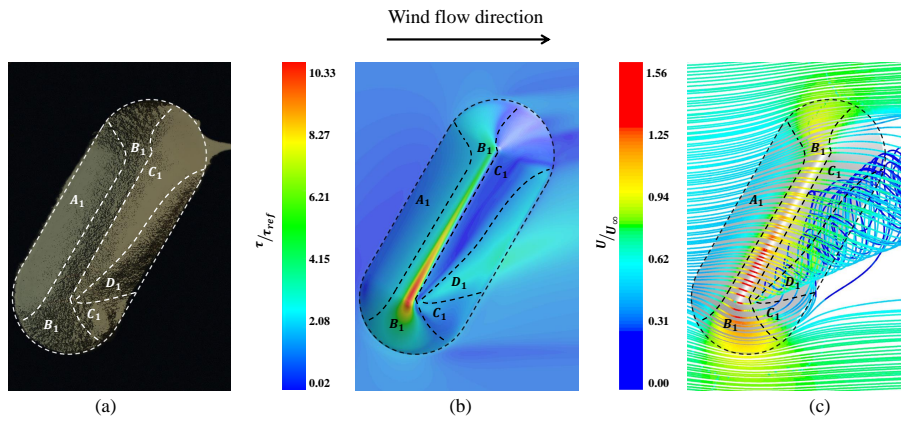 Wind flow direction
A₁
B₁
C₁
D₁
B₁
C₁
(a)
τ/τ_ref
10.33
8.27
6.21
4.15
2.08
0.02
A₁
B₁
C₁
D₁
B₁
C₁
(b)
U/U_∞
1.56
1.25
0.94
0.62
0.31
0.00
A₁
B₁
C₁
D₁
B₁
C₁
(c)